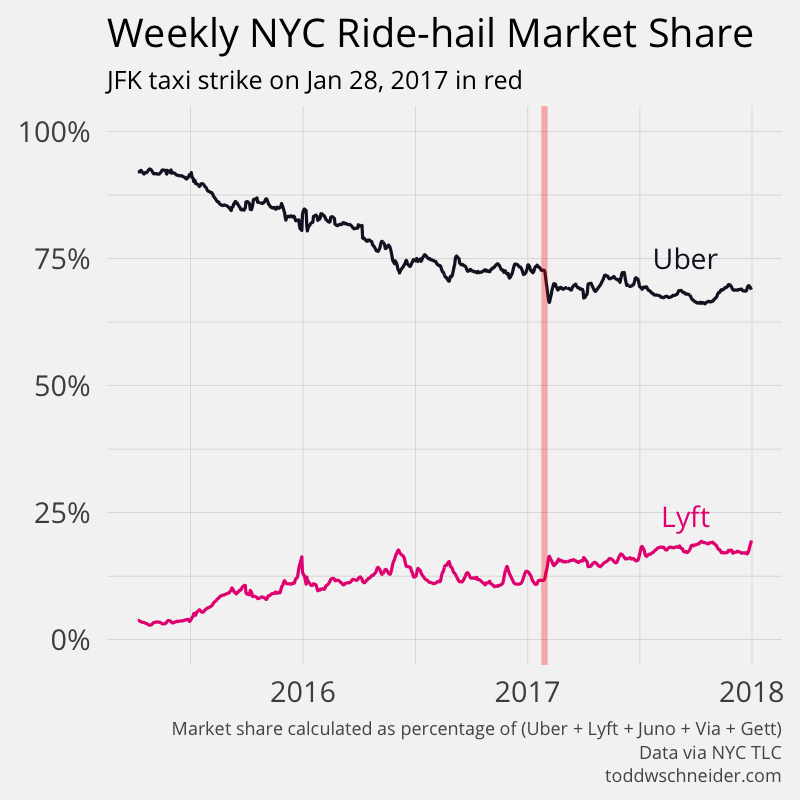 Weekly NYC Ride-hail Market Share
JFK taxi strike on Jan 28, 2017 in red
100%
75%
50%
25%
0%
Uber
Lyft
2016
2017
2018
Market share calculated as percentage of (Uber + Lyft + Juno + Via + Gett)
Data via NYC TLC
toddwschneider.com